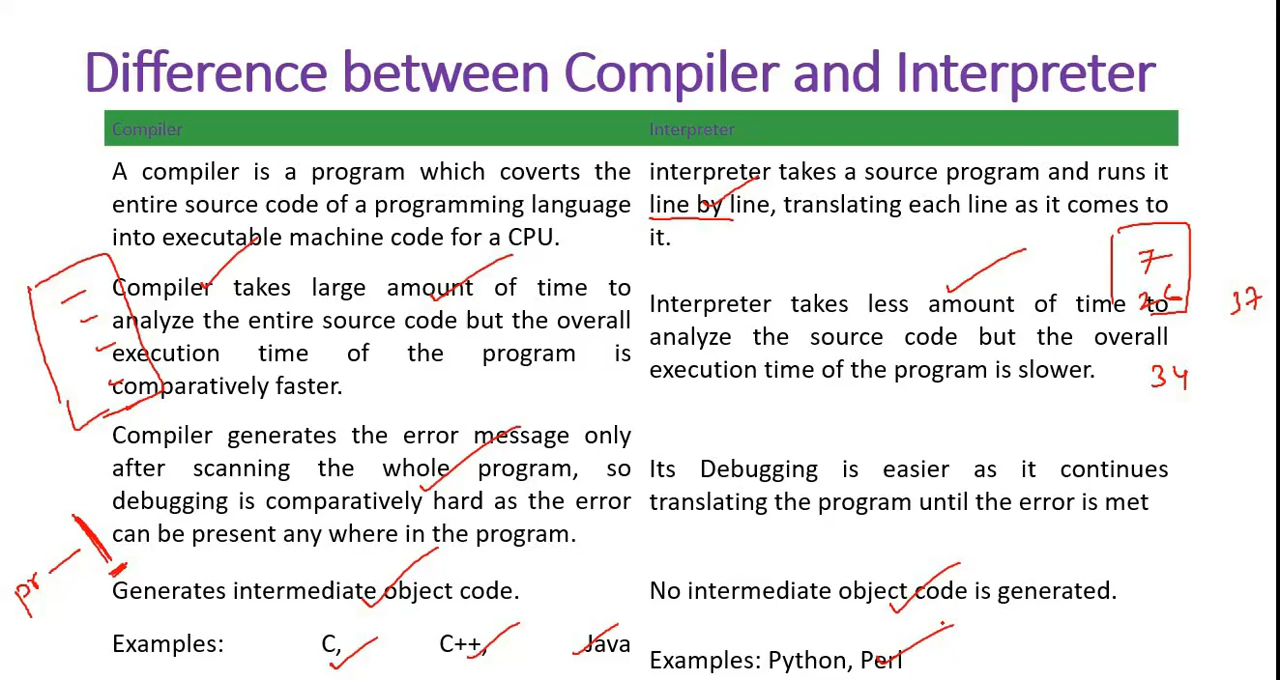 Difference between Compiler and Interpreter
Compiler
Interpreter
A compiler is a program which coverts the
entire source code of a programming language
into executable machine code for a CPU.
interpreter takes a source program and runs it
line by line, translating each line as it comes to
it.
Compiler takes large amount of time to
analyze the entire source code but the overall
execution time of the program is
comparatively faster.
Interpreter takes less amount of time to
analyze the source code but the overall
execution time of the program is slower.
7
37
34
Compiler generates the error message only
after scanning the whole program, so
debugging is comparatively hard as the error
can be present any where in the program.
Its Debugging is easier as it continues
translating the program until the error is met
pr
Generates intermediate object code.
No intermediate object code is generated.
Examples: C, C++, Java
Examples: Python, Perl